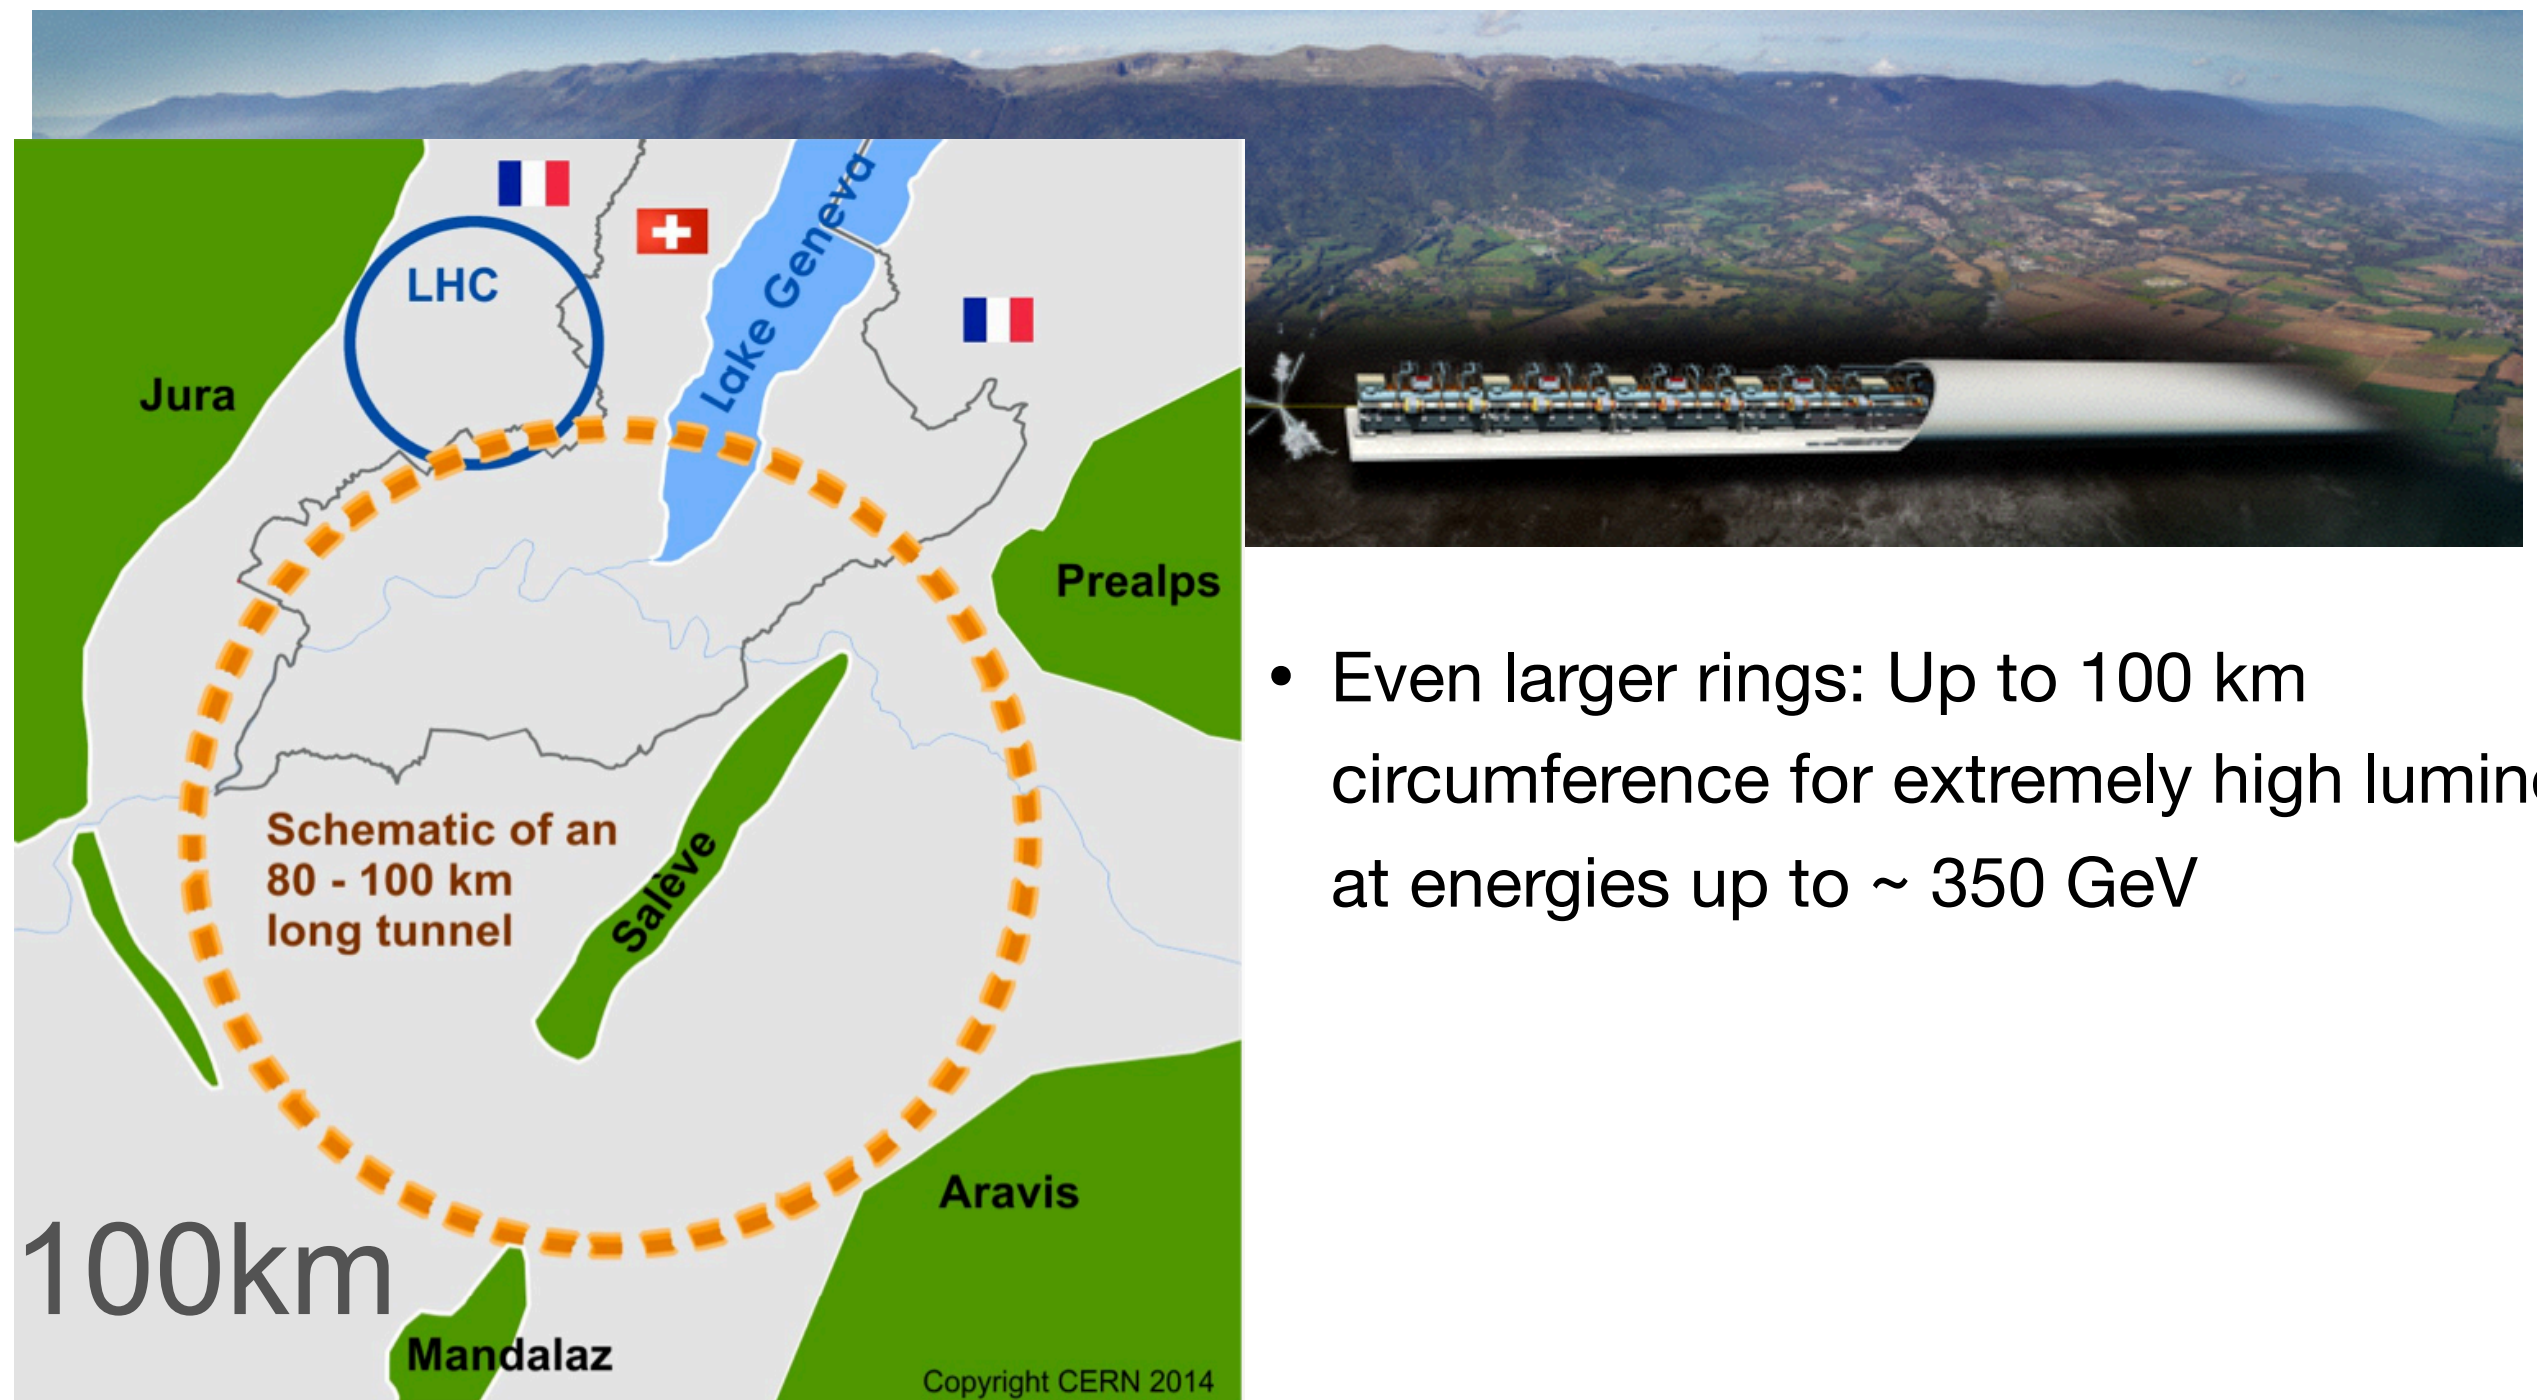 LHC
Lake Geneva
Jura
Prealps
Schematic of an
80 - 100 km
long tunnel
Salève
Aravis
100km
Mandalaz
Copyright CERN 2014
• Even larger rings: Up to 100 km
circumference for extremely high
at energies up to ~ 350 GeV